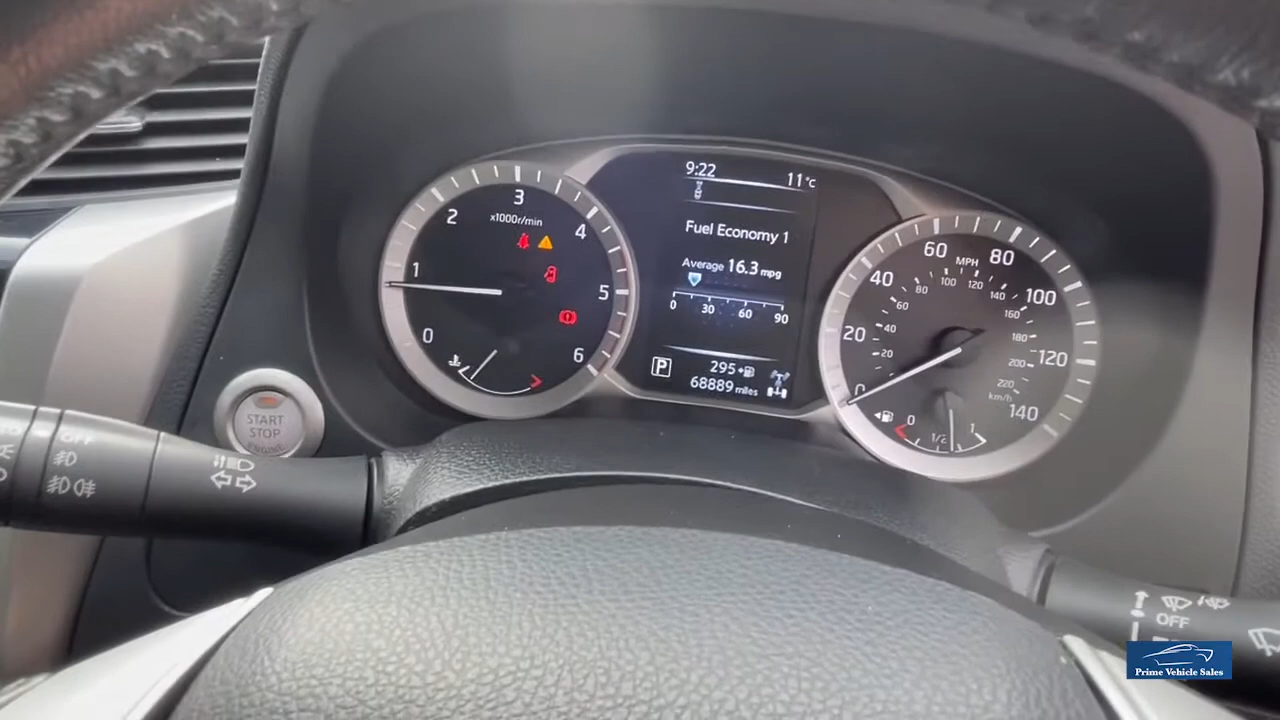 9:22
11°C
Fuel Economy 1
Average 16.3 mpg
0 30 60 90
P
295
68889 miles
0 1 2 3 4 5 6
x1000r/min
0 20 40 60 80 100 120 140
MPH
20 40 60 80 100 120 140 160 180 200 220
km/h
0 1/2 1
START
STOP
ENGINE
OFF
OFF
Prime Vehicle Sales